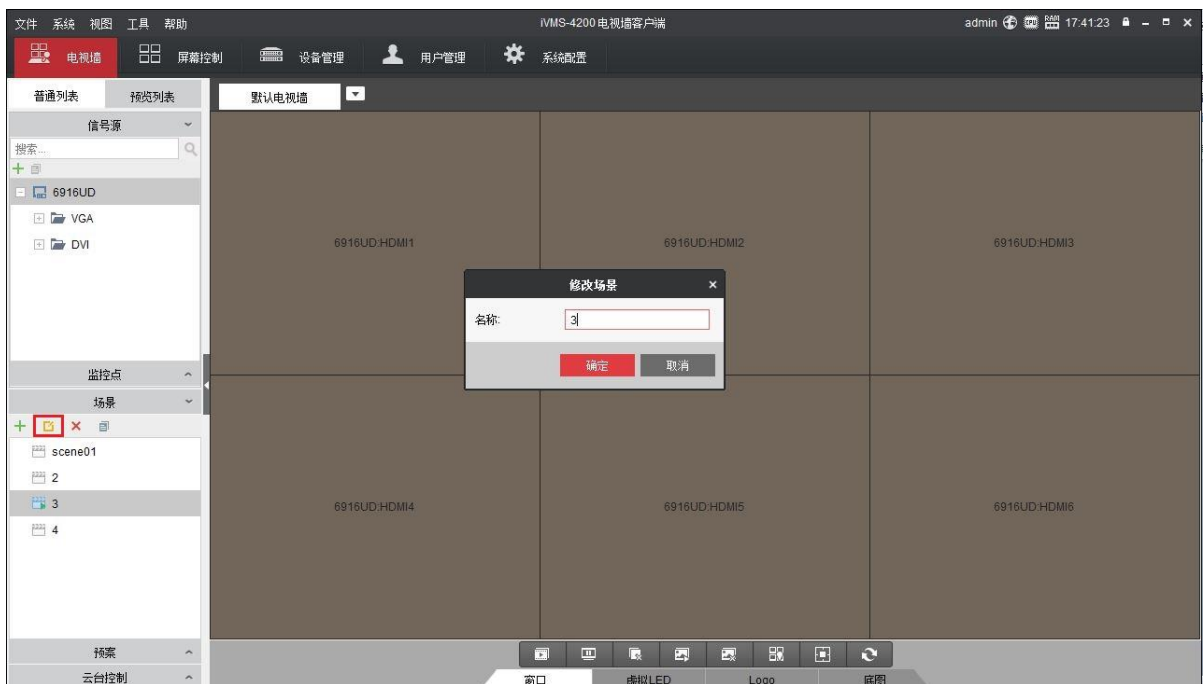 文件 系统 视图 工具 帮助 iVMS-4200电视墙客户端 admin CPU RAM 17:41:23
电视墙 屏幕控制 设备管理 用户管理 系统配置
普通列表 预览列表 默认电视墙
信号源
搜索...
6916UD
VGA
DVI
6916UD:HDMI1 6916UD:HDMI2 6916UD:HDMI3
修改场景
名称: 3
确定 取消
监控点
场景
scene01
2
3
4
6916UD:HDMI4 6916UD:HDMI5 6916UD:HDMI6
预案
云台控制
窗口 虚拟LED Logo 底图